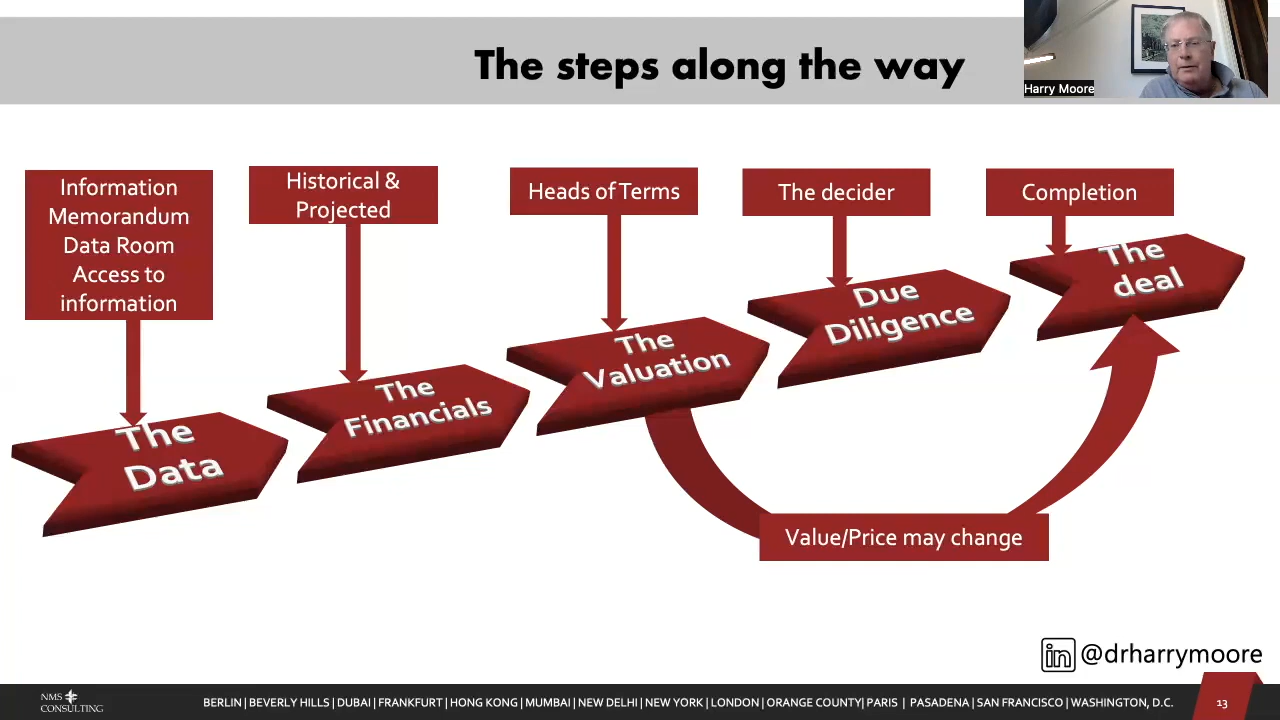 The steps along the way
Harry Moore
Information
Memorandum
Data Room
Access to
information
Historical &
Projected
Heads of Terms
The decider
Completion
The
Data
The
Financials
The
Valuation
Due
Diligence
The
deal
Value/Price may change
in @drharrymoore
NMS
CONSULTING
BERLIN | BEVERLY HILLS | DUBAI | FRANKFURT | HONG KONG | MUMBAI | NEW DELHI | NEW YORK | LONDON | ORANGE COUNTY| PARIS | PASADENA | SAN FRANCISCO | WASHINGTON, D.C.
13